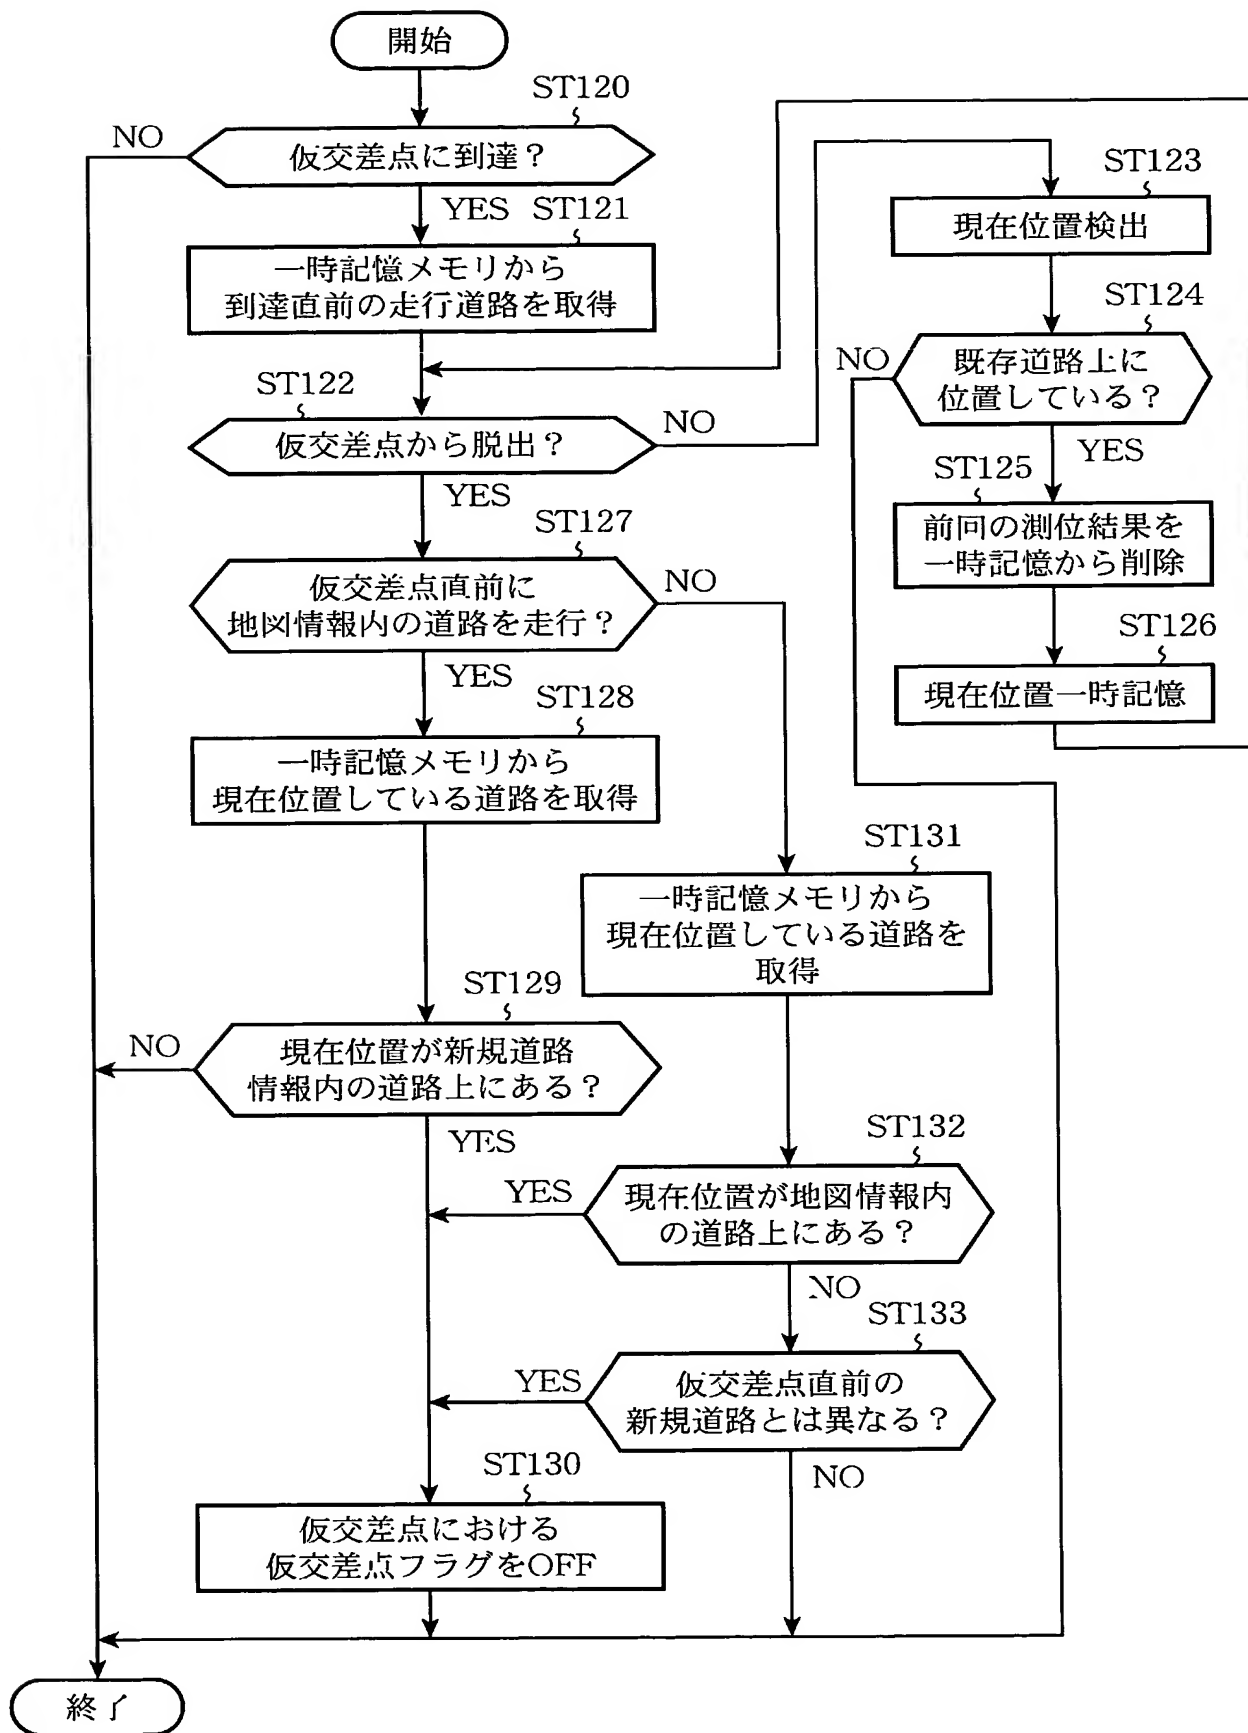 開始
ST120
仮交差点に到達?
NO
YES
ST121
一時記憶メモリから
到達直前の走行道路を取得
ST122
仮交差点から脱出?
NO
YES
ST123
現在位置検出
ST124
既存道路上に
位置している?
NO
YES
ST125
前回の測位結果を
一時記憶から削除
ST126
現在位置一時記憶
ST127
仮交差点直前に
地図情報内の道路を走行?
NO
YES
ST128
一時記憶メモリから
現在位置している道路を取得
ST129
現在位置が新規道路
情報内の道路上にある?
NO
YES
ST131
一時記憶メモリから
現在位置している道路を
取得
ST132
現在位置が地図情報内
の道路上にある?
YES
NO
ST133
仮交差点直前の
新規道路とは異なる?
YES
NO
ST130
仮交差点における
仮交差点フラグをOFF
終了